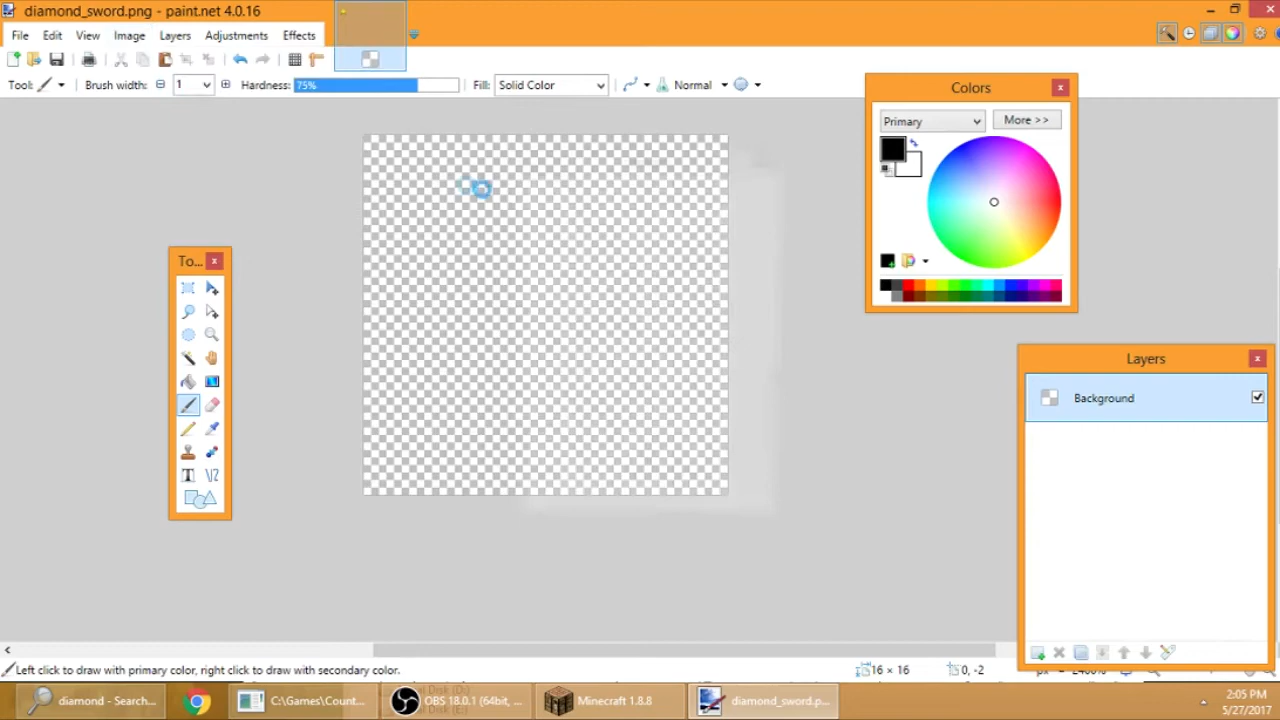 diamond_sword.png - paint.net 4.0.16
File Edit View Image Layers Adjustments Effects
Tool: Brush width: 1 Hardness: 75% Fill: Solid Color Normal
Colors
Primary More >>
To...
Layers
Background
Left click to draw with primary color, right click to draw with secondary color.
16 × 16
0, -2
px
2400%
diamond - Search...
C:\Games\Count...
OBS 18.0.1 (64bit, ...
Minecraft 1.8.8
diamond_sword.p...
2:05 PM
5/27/2017